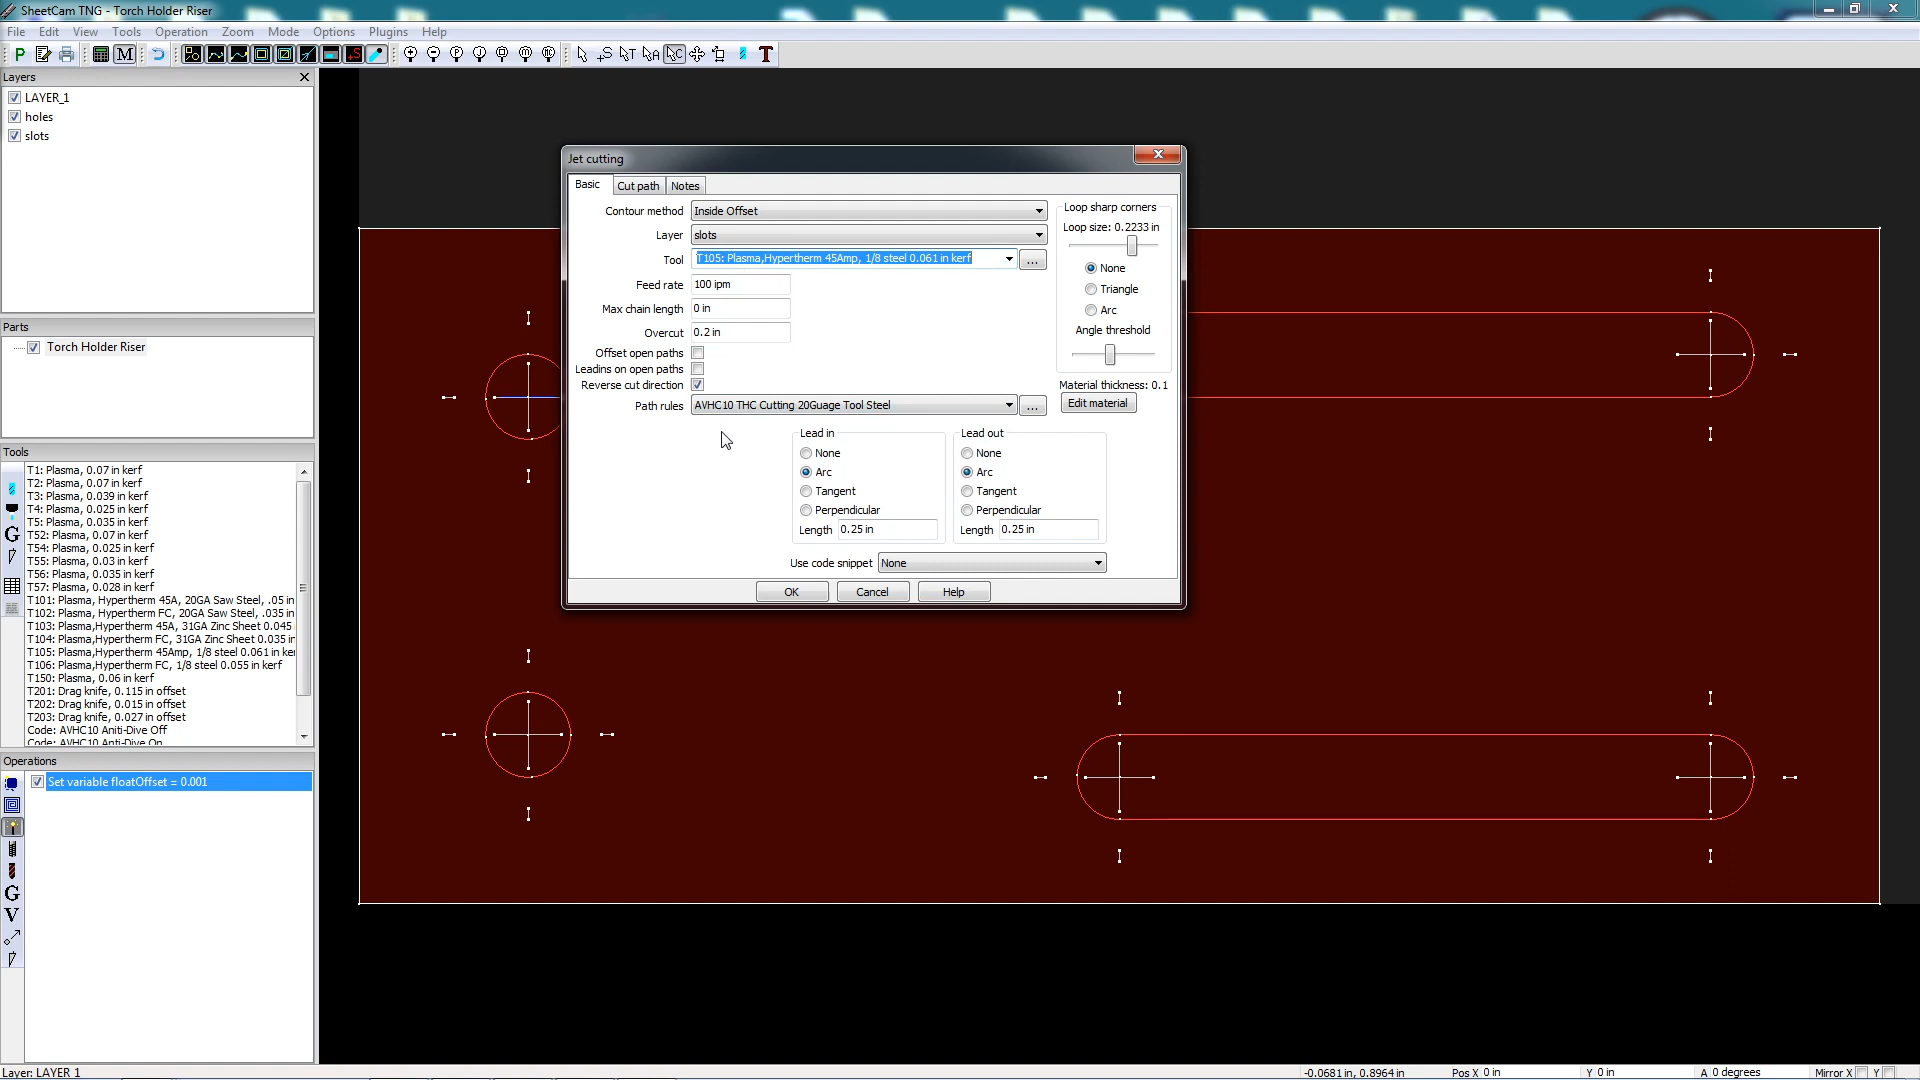 SheetCam TNG - Torch Holder Riser
File Edit View Tools Operation Zoom Mode Options Plugins Help
Layers
LAYER_1
holes
slots
Parts
Torch Holder Riser
Tools
T1: Plasma, 0.07 in kerf
T2: Plasma, 0.07 in kerf
T3: Plasma, 0.039 in kerf
T4: Plasma, 0.025 in kerf
T5: Plasma, 0.035 in kerf
T52: Plasma, 0.07 in kerf
T54: Plasma, 0.025 in kerf
T55: Plasma, 0.03 in kerf
T56: Plasma, 0.035 in kerf
T57: Plasma, 0.028 in kerf
T101: Plasma, Hypertherm 45A, 20GA Saw Steel, .05 in
T102: Plasma, Hypertherm FC, 20GA Saw Steel, .035 in
T103: Plasma,Hypertherm 45A, 31GA Zinc Sheet 0.045
T104: Plasma,Hypertherm FC, 31GA Zinc Sheet 0.035 in
T105: Plasma,Hypertherm 45Amp, 1/8 steel 0.061 in ker
T106: Plasma,Hypertherm FC, 1/8 steel 0.055 in kerf
T150: Plasma, 0.06 in kerf
T201: Drag knife, 0.115 in offset
T202: Drag knife, 0.015 in offset
T203: Drag knife, 0.027 in offset
Code: AVHC10 Aniti-Dive Off
Code: AVHC10 Anti-Dive On
Operations
Set variable floatOffset = 0.001
Jet cutting
Basic Cut path Notes
Contour method Inside Offset
Layer slots
Tool T105: Plasma,Hypertherm 45Amp, 1/8 steel 0.061 in kerf ...
Feed rate 100 ipm
Max chain length 0 in
Overcut 0.2 in
Offset open paths
Leadins on open paths
Reverse cut direction
Path rules AVHC10 THC Cutting 20Guage Tool Steel ...
Loop sharp corners
Loop size: 0.2233 in
None
Triangle
Arc
Angle threshold
Material thickness: 0.1
Edit material
Lead in
None
Arc
Tangent
Perpendicular
Length 0.25 in
Lead out
None
Arc
Tangent
Perpendicular
Length 0.25 in
Use code snippet None
OK Cancel Help
Layer: LAYER 1
-0.0681 in, 0.8964 in Pos X 0 in Y 0 in A 0 degrees Mirror X Y